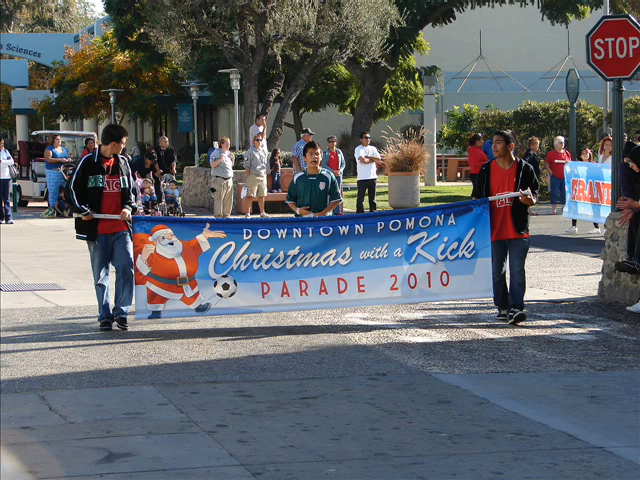 Sciences
STOP
DOWNTOWN POMONA
Christmas with a Kick
PARADE 2010
GRAN